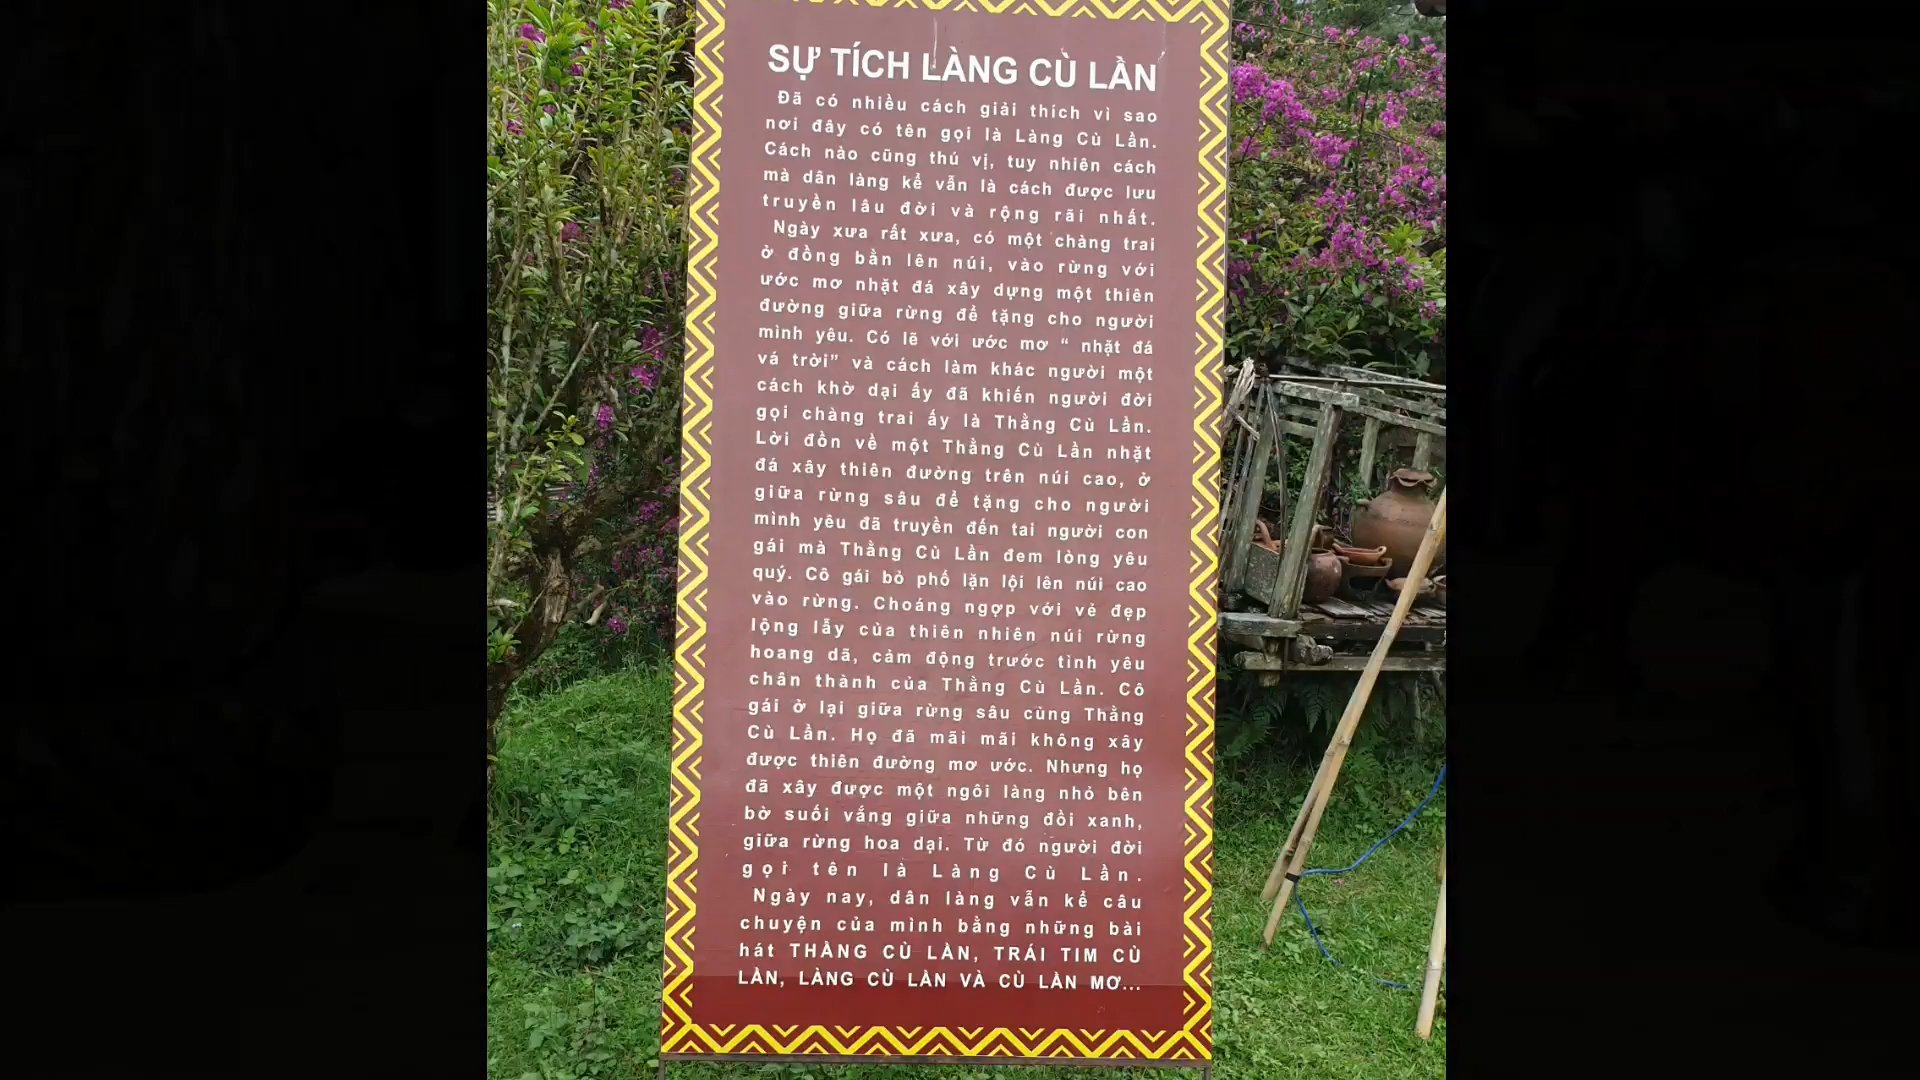 SỰ TÍCH LÀNG CÙ LẦN
Đã có nhiều cách giải thích vì sao
nơi đây có tên gọi là Làng Cù Lần.
Cách nào cũng thú vị, tuy nhiên cách
mà dân làng kể vẫn là cách được lưu
truyền lâu đời và rộng rãi nhất.
Ngày xưa rất xưa, có một chàng trai
ở đồng bằn lên núi, vào rừng với
ước mơ nhặt đá xây dựng một thiên
đường giữa rừng để tặng cho người
mình yêu. Có lẽ với ước mơ “ nhặt đá
vá trời” và cách làm khác người một
cách khờ dại ấy đã khiến người đời
gọi chàng trai ấy là Thằng Cù Lần.
Lời đồn về một Thằng Cù Lần nhặt
đá xây thiên đường trên núi cao, ở
giữa rừng sâu để tặng cho người
mình yêu đã truyền đến tai người con
gái mà Thằng Cù Lần đem lòng yêu
quý. Cô gái bỏ phố lặn lội lên núi cao
vào rừng. Choáng ngợp với vẻ đẹp
lộng lẫy của thiên nhiên núi rừng
hoang dã, cảm động trước tình yêu
chân thành của Thằng Cù Lần. Cô
gái ở lại giữa rừng sâu cùng Thằng
Cù Lần. Họ đã mãi mãi không xây
được thiên đường mơ ước. Nhưng họ
đã xây được một ngôi làng nhỏ bên
bờ suối vắng giữa những đồi xanh,
giữa rừng hoa dại. Từ đó người đời
gọi tên là Làng Cù Lần.
Ngày nay, dân làng vẫn kể câu
chuyện của mình bằng những bài
hát THẰNG CÙ LẦN, TRÁI TIM CÙ
LẦN, LÀNG CÙ LẦN VÀ CÙ LẦN MƠ...